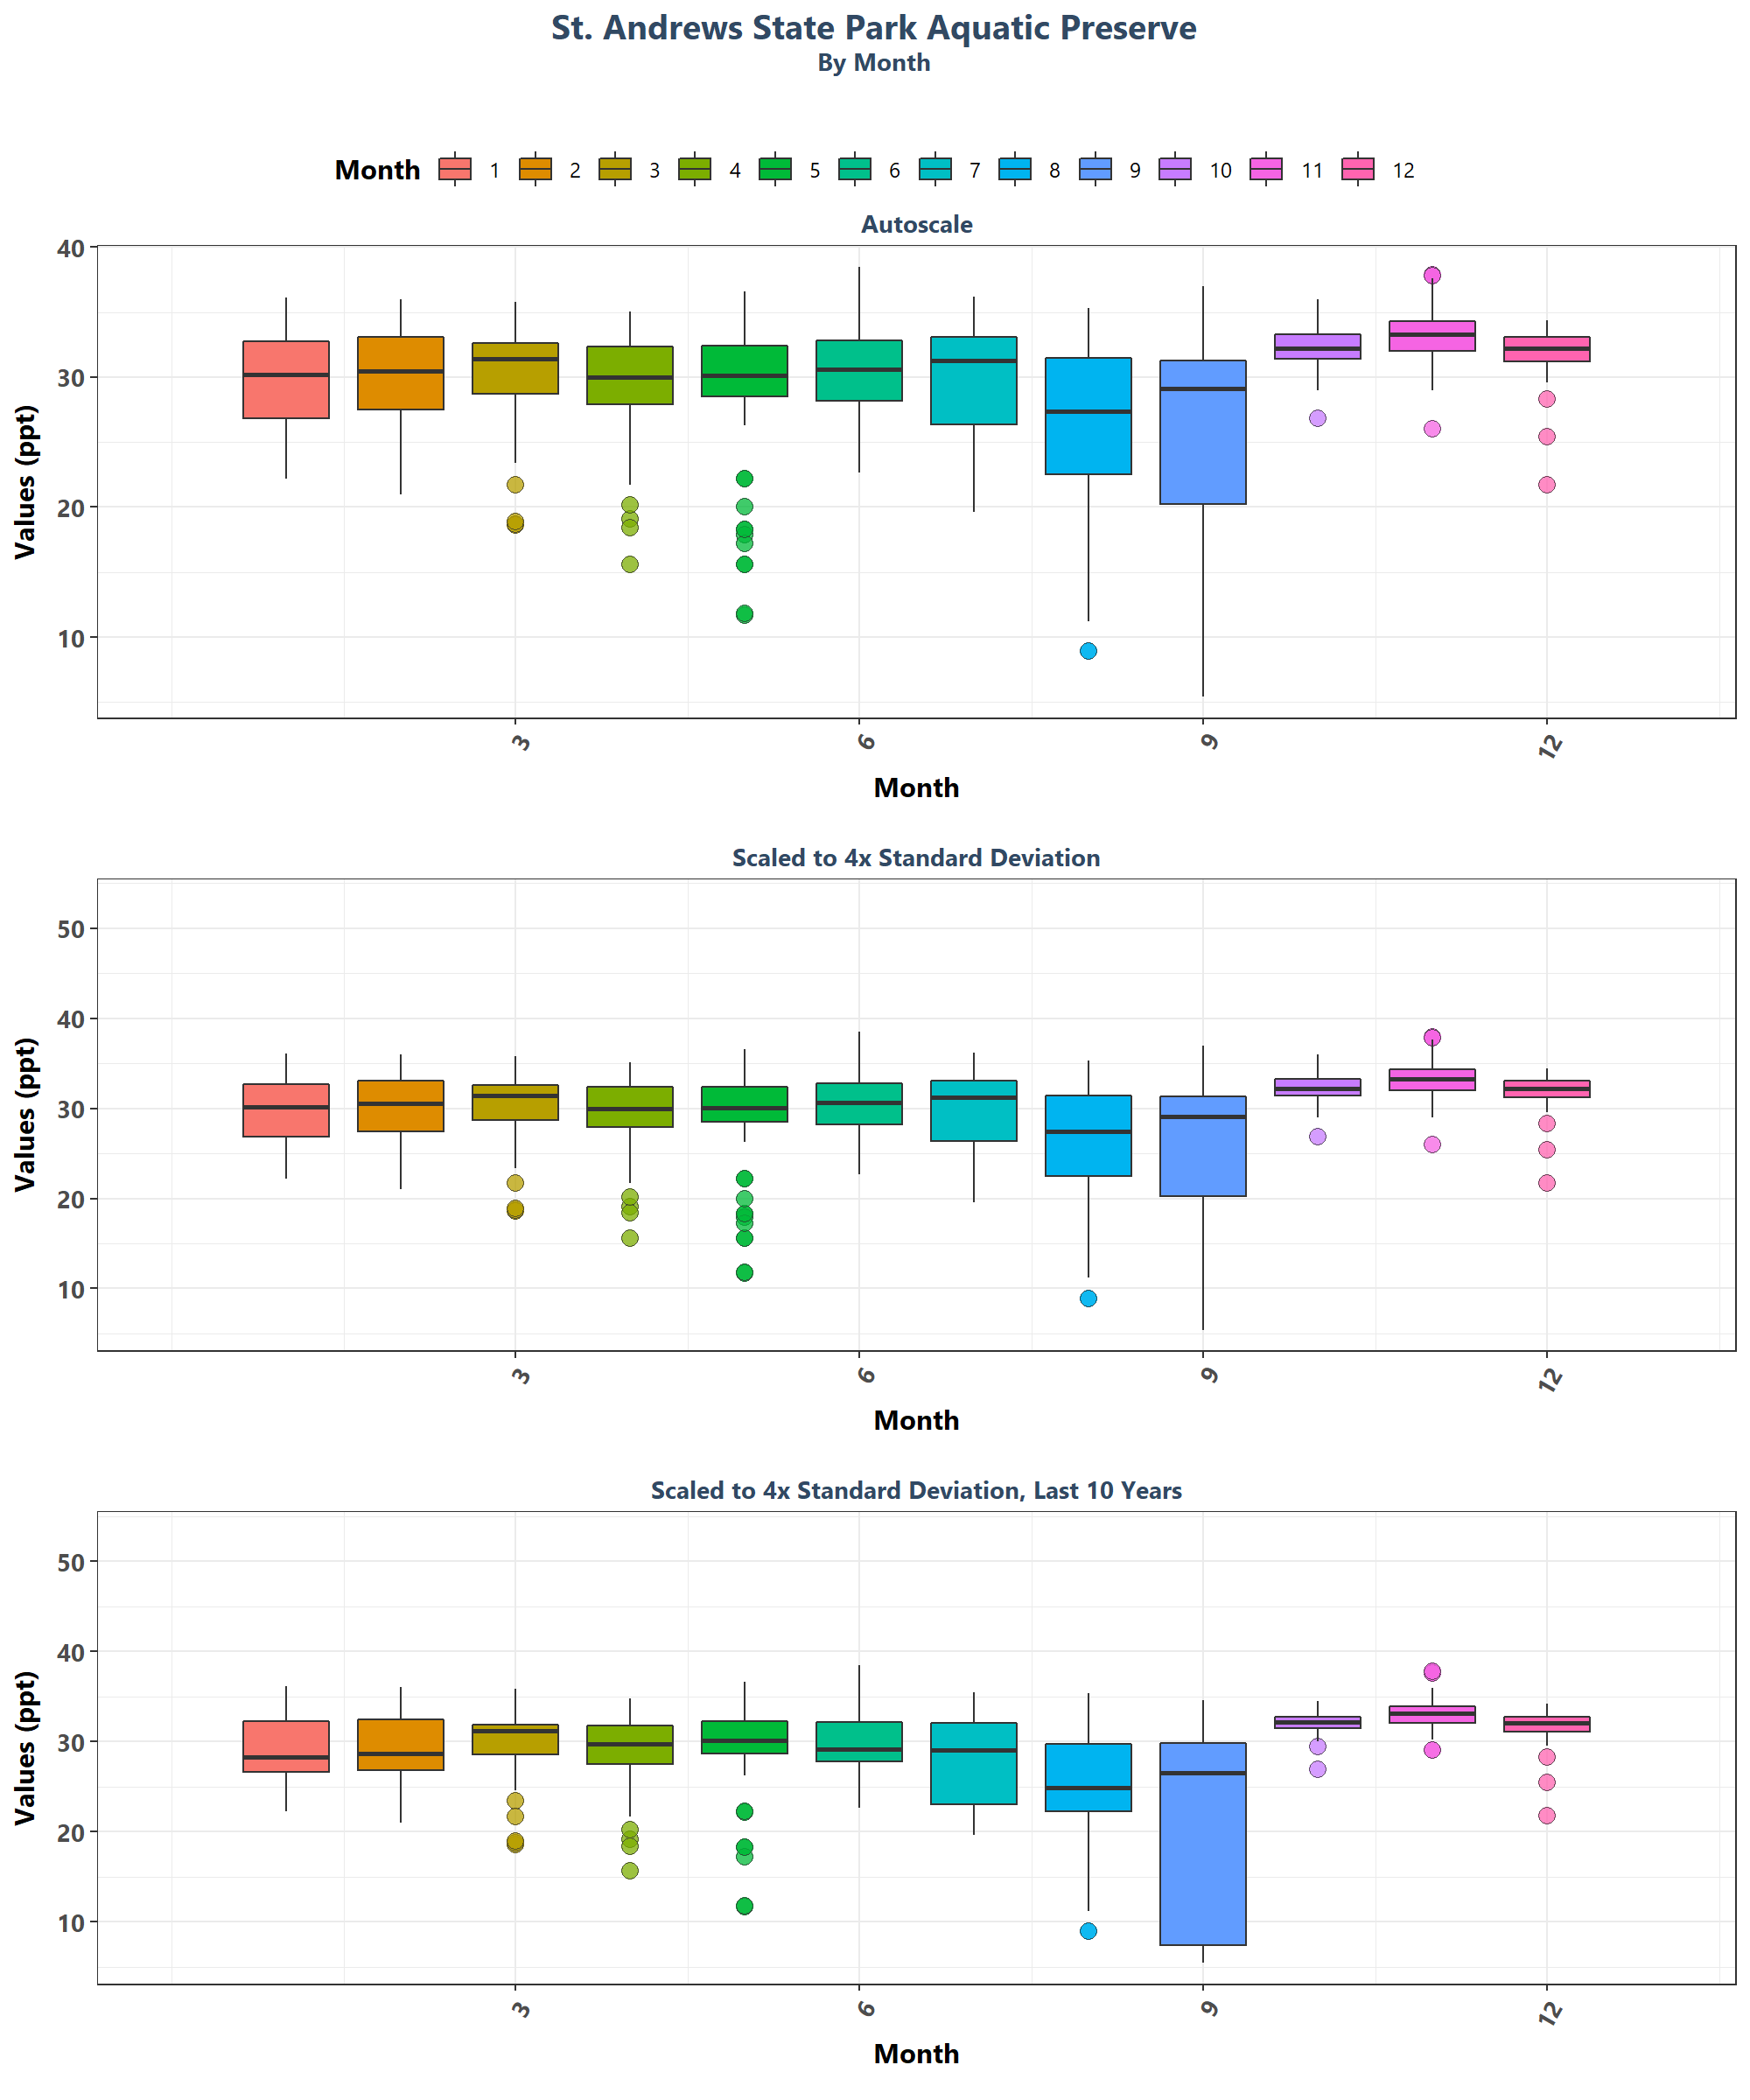 St. Andrews State Park Aquatic Preserve
By Month
Month 1 2 3 4 5 6 7 8 9 10 11 12
Autoscale
Values (ppt)
40
30
20
10
3 6 9 12
Month
Scaled to 4x Standard Deviation
Values (ppt)
50
40
30
20
10
3 6 9 12
Month
Scaled to 4x Standard Deviation, Last 10 Years
Values (ppt)
50
40
30
20
10
3 6 9 12
Month